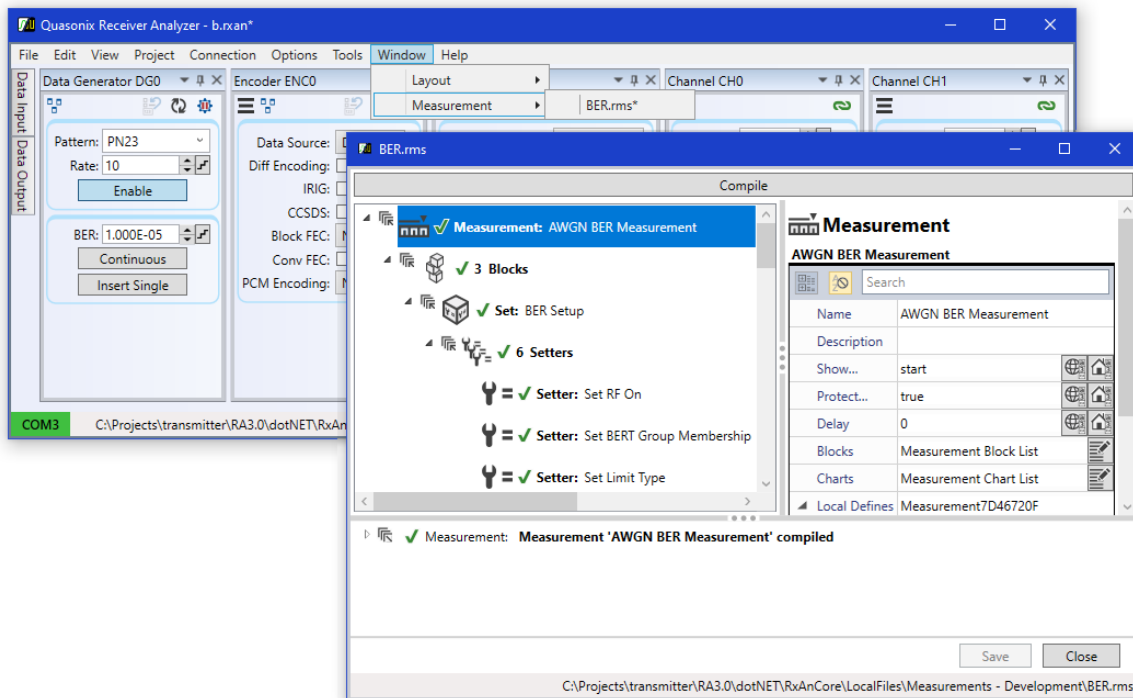 Quasonix Receiver Analyzer - b.rxan*
File Edit View Project Connection Options Tools Window Help
Layout
Measurement
BER.rms*
Data Input
Data Output
Data Generator DG0
Pattern: PN23
Rate: 10
Enable
BER: 1.000E-05
Continuous
Insert Single
Encoder ENC0
Data Source:
Diff Encoding:
IRIG:
CCSDS:
Block FEC:
Conv FEC:
PCM Encoding:
Channel CH0
Channel CH1
COM3 C:\Projects\transmitter\RA3.0\dotNET\RxAn
BER.rms
Compile
Measurement: AWGN BER Measurement
3 Blocks
Set: BER Setup
6 Setters
Setter: Set RF On
Setter: Set BERT Group Membership
Setter: Set Limit Type
Measurement
AWGN BER Measurement
Search
Name AWGN BER Measurement
Description
Show... start
Protect... true
Delay 0
Blocks Measurement Block List
Charts Measurement Chart List
Local Defines Measurement7D46720F
Measurement: Measurement 'AWGN BER Measurement' compiled
Save Close
C:\Projects\transmitter\RA3.0\dotNET\RxAnCore\LocalFiles\Measurements - Development\BER.rms